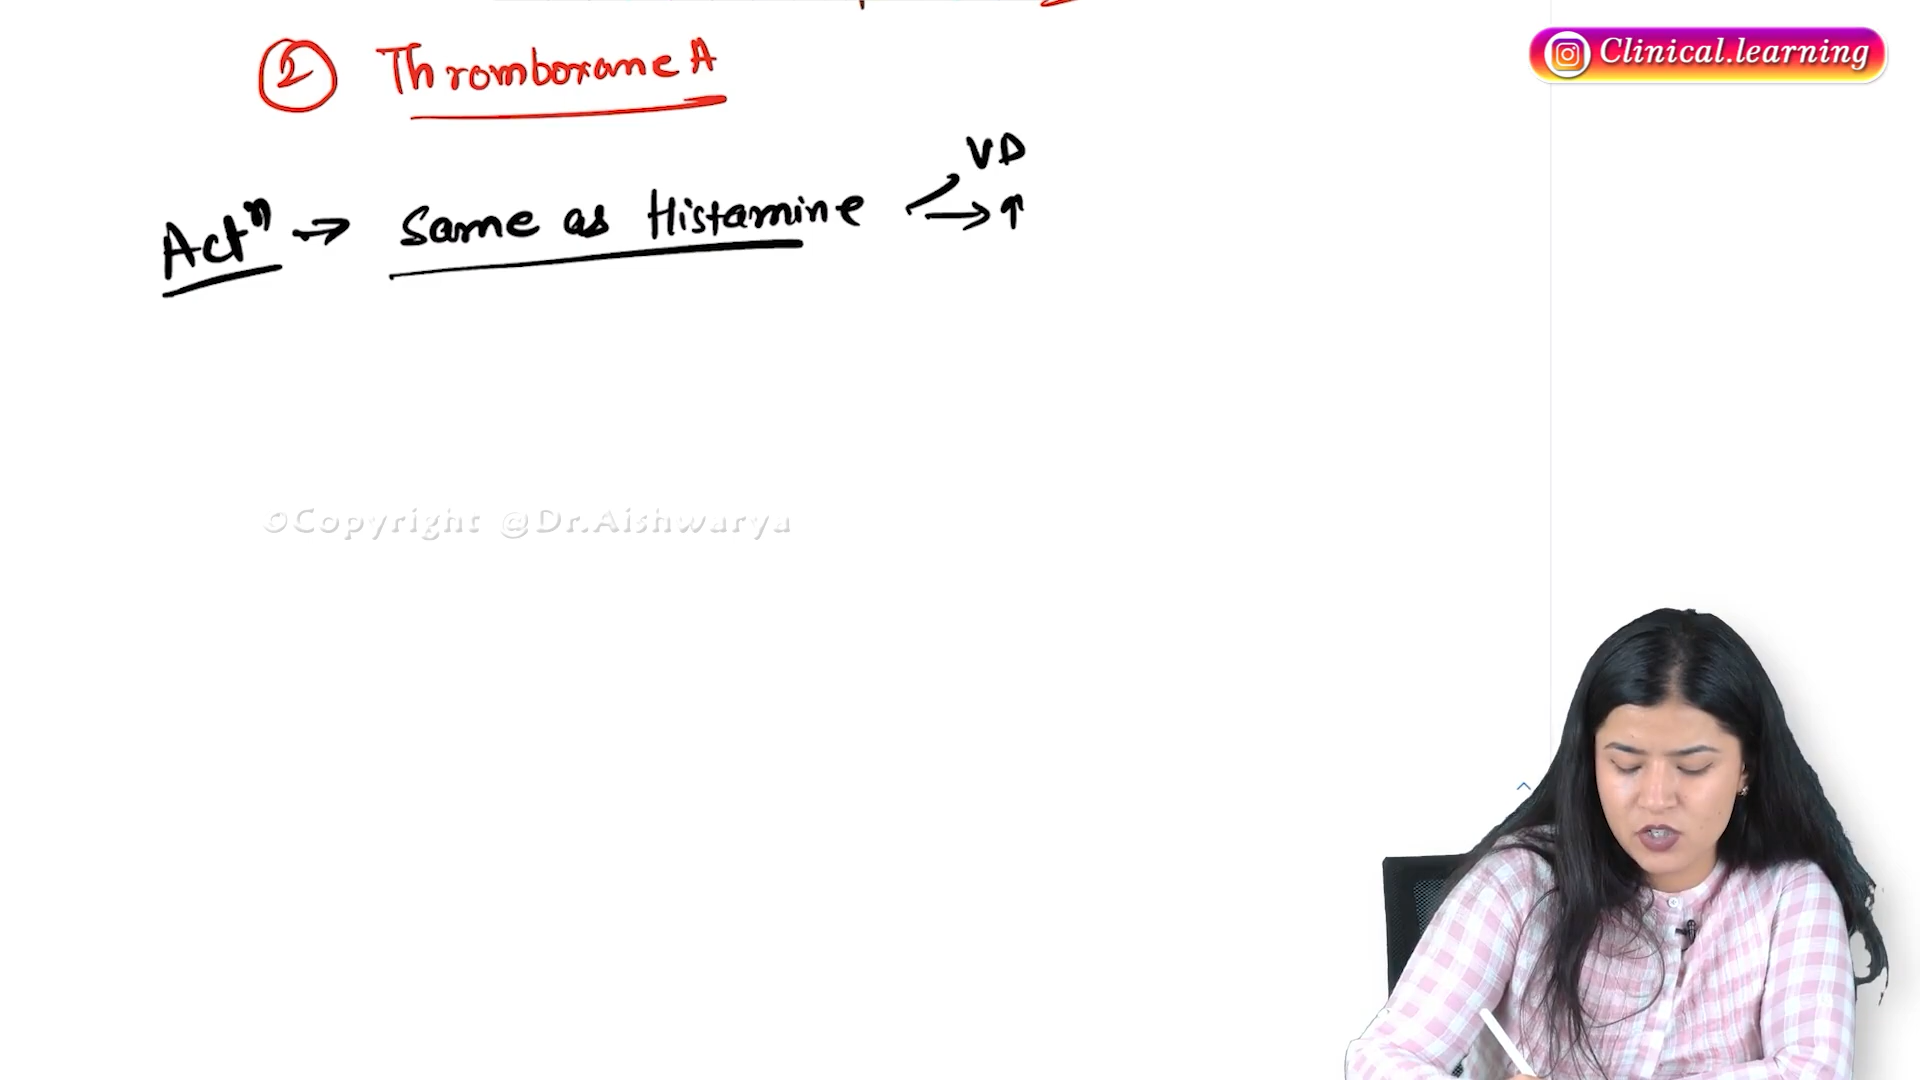 Clinical.learning
2 Thromboxane A
VD
Actⁿ → Same as Histamine → ↑
©Copyright @Dr.Aishwarya